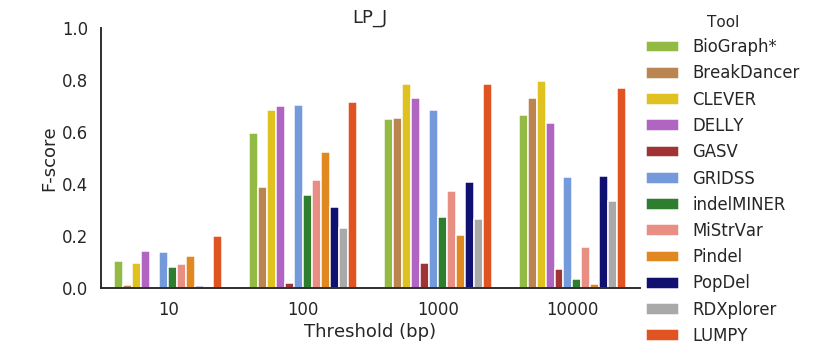 LP_J
F-score
1.0
0.8
0.6
0.4
0.2
0.0
10 100 1000 10000
Threshold (bp)
Tool
BioGraph*
BreakDancer
CLEVER
DELLY
GASV
GRIDSS
indelMINER
MiStrVar
Pindel
PopDel
RDXplorer
LUMPY